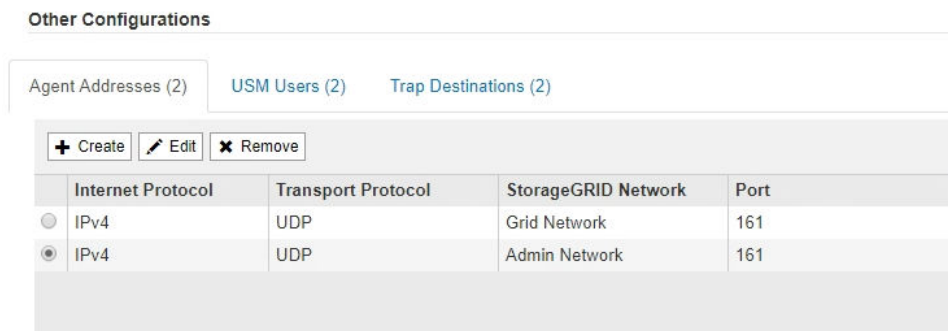 Other Configurations
Agent Addresses (2) USM Users (2) Trap Destinations (2)
Create Edit Remove
Internet Protocol Transport Protocol StorageGRID Network Port
IPv4 UDP Grid Network 161
IPv4 UDP Admin Network 161